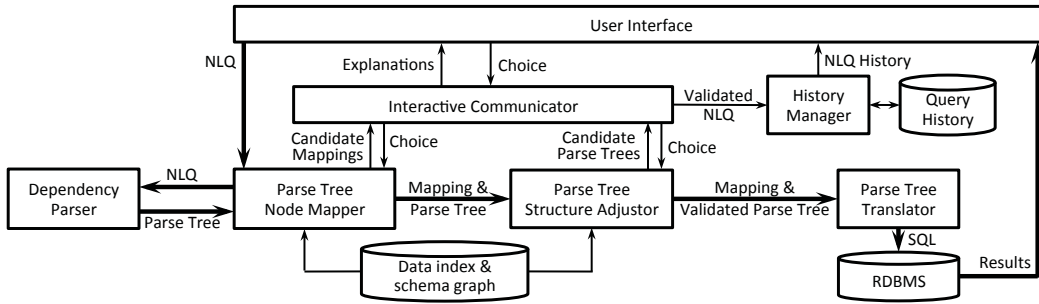 User Interface
NLQ
Explanations
Choice
NLQ History
Interactive Communicator
Validated
NLQ
History
Manager
Query
History
Candidate
Mappings
Choice
Candidate
Parse Trees
Choice
Dependency
Parser
NLQ
Parse Tree
Parse Tree
Node Mapper
Mapping &
Parse Tree
Parse Tree
Structure Adjustor
Mapping &
Validated Parse Tree
Parse Tree
Translator
SQL
Data index &
schema graph
RDBMS
Results